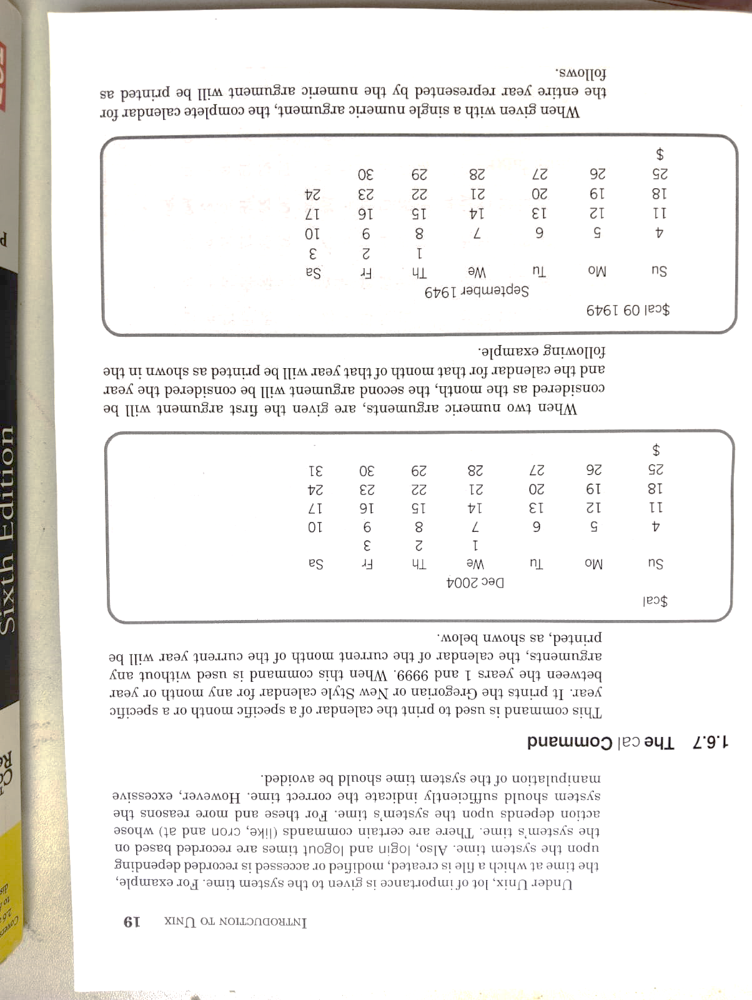 INTRODUCTION TO UNIX 19
Under Unix, lot of importance is given to the system time. For example,
the time at which a file is created, modified or accessed is recorded depending
upon the system time. Also, login and logout times are recorded based on
the system's time. There are certain commands (like, cron and at) whose
action depends upon the system's time. For these and more reasons the
system should sufficiently indicate the correct time. However, excessive
manipulation of the system time should be avoided.
1.6.7 The cal Command
This command is used to print the calendar of a specific month or a specific
year. It prints the Gregorian or New Style calendar for any month or year
between the years 1 and 9999. When this command is used without any
arguments, the calendar of the current month of the current year will be
printed, as shown below.
$cal
Dec 2004
Su Mo Tu We Th Fr Sa
1 2 3
4 5 6 7 8 9 10
11 12 13 14 15 16 17
18 19 20 21 22 23 24
25 26 27 28 29 30 31
$
When two numeric arguments, are given the first argument will be
considered as the month, the second argument will be considered the year
and the calendar for that month of that year will be printed as shown in the
following example.
$cal 09 1949
September 1949
Su Mo Tu We Th Fr Sa
1 2 3
4 5 6 7 8 9 10
11 12 13 14 15 16 17
18 19 20 21 22 23 24
25 26 27 28 29 30
$
When given with a single numeric argument, the complete calendar for
the entire year represented by the numeric argument will be printed as
follows.
Sixth Edition